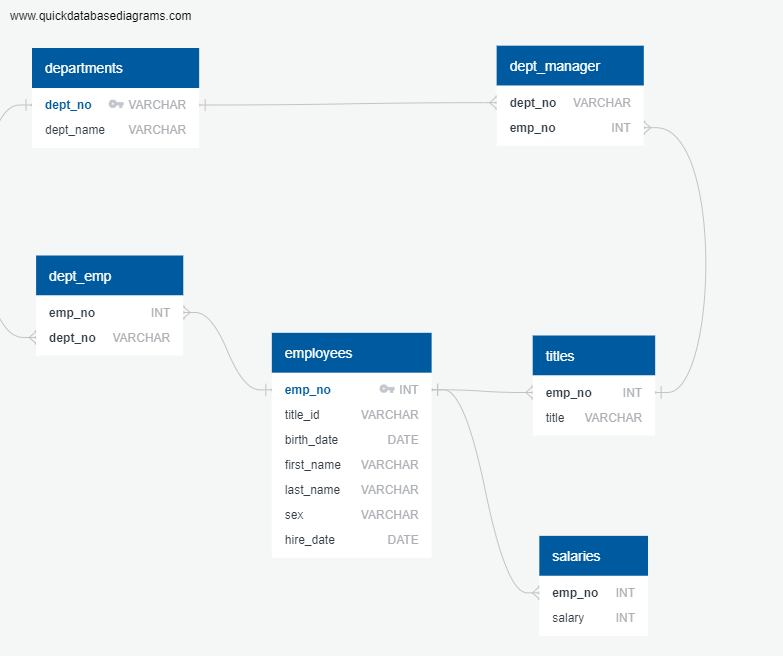 www.quickdatabasediagrams.com
departments
dept_no VARCHAR
dept_name VARCHAR
dept_manager
dept_no VARCHAR
emp_no INT
dept_emp
emp_no INT
dept_no VARCHAR
employees
emp_no INT
title_id VARCHAR
birth_date DATE
first_name VARCHAR
last_name VARCHAR
sex VARCHAR
hire_date DATE
titles
emp_no INT
title VARCHAR
salaries
emp_no INT
salary INT